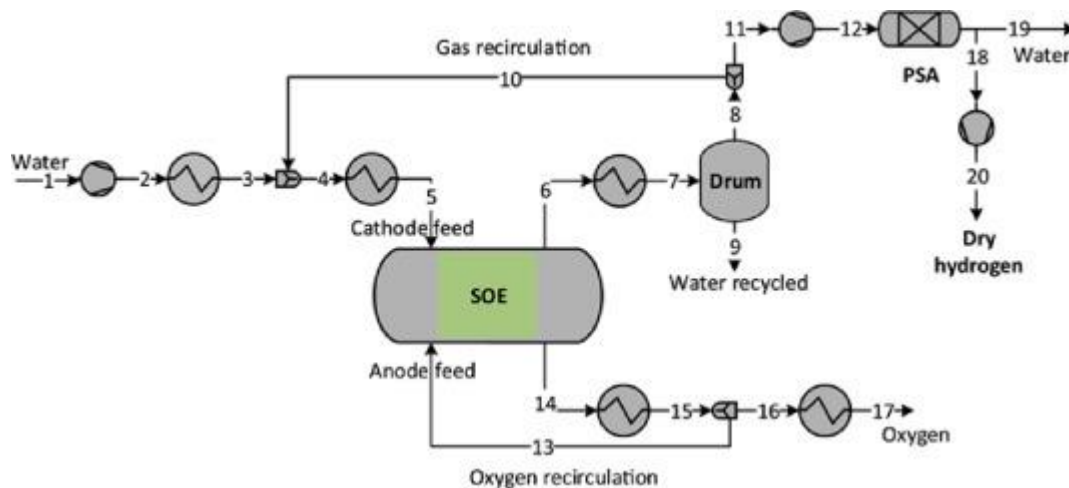 11
12
19
Gas recirculation
PSA
18
Water
10
8
Water
1
2
3
4
5
6
7
Drum
20
Cathode feed
9
Dry
hydrogen
Water recycled
SOE
Anode feed
14
15
16
17
Oxygen
13
Oxygen recirculation